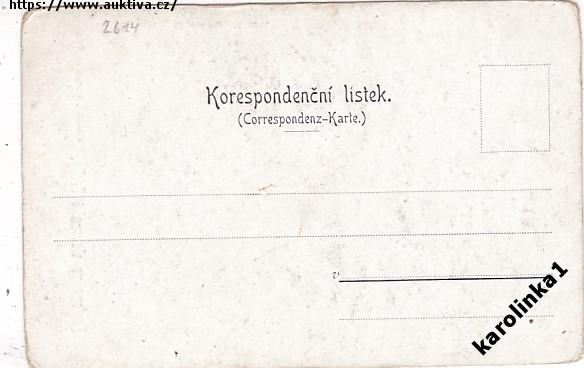 https://www.auktiva.cz/
2614
Korespondenční lístek.
(Correspondenz-Karte.)
v
karolinka1